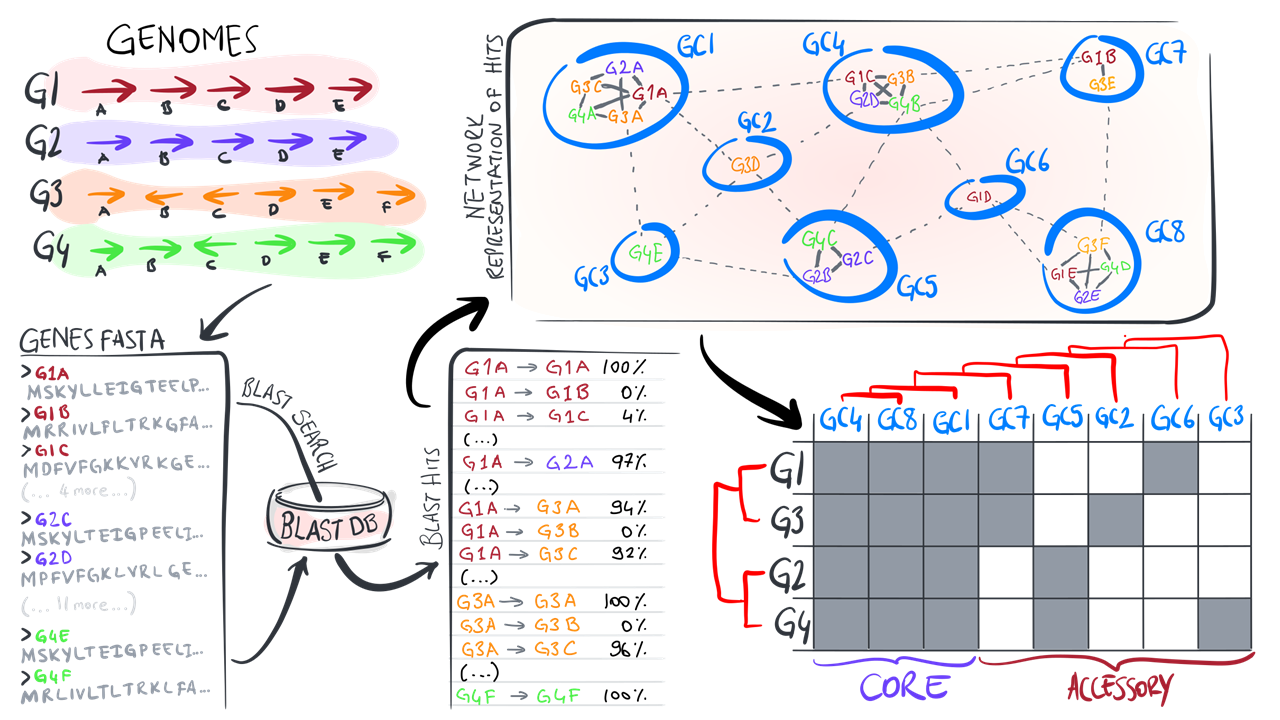 GENOMES
G1
A B C D E
G2
A B C D E
G3
A B C D E F
G4
A B C D E F
GENES FASTA
>G1A
MSKYLLEIGTEELP...
>G1B
MRRIVLFLTRKGFA...
>G1C
MDFVFGKKVRKGE...
(... 4 more...)
>G2C
MSKYLTEIGPEELI...
>G2D
MPFVFGKLVRLGE...
(... 11 more...)
>G4E
MSKYLTEIGPEELI...
>G4F
MRLIVLTLTRKLFA...
BLAST SEARCH
BLAST DB
BLAST HITS
G1A → G1A 100%
G1A → G1B 0%
G1A → G1C 4%
(...)
G1A → G2A 97%
(...)
G1A → G3A 94%
G1A → G3B 0%
G1A → G3C 92%
(...)
G3A → G3A 100%
G3A → G3B 0%
G3A → G3C 96%
(...)
G4F → G4F 100%
NETWORK
REPRESENTATION OF HITS
GC1
G2A
G3C G1A
G4A G3A
GC2
G3D
GC3
G4E
GC4
G1C G3B
G2D G4B
GC5
G4C
G2B G2C
GC6
G1D
GC7
G1B
G3E
GC8
G3F
G1E G4D
G2E
GC4 GC8 GC1 GC7 GC5 GC2 GC6 GC3
G1
G3
G2
G4
CORE ACCESSORY